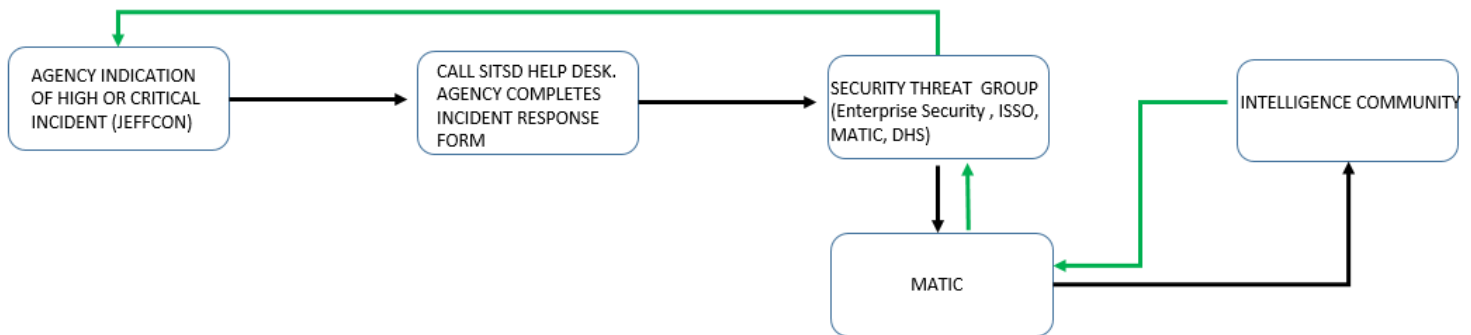 AGENCY INDICATION
OF HIGH OR CRITICAL
INCIDENT (JEFFCON)
CALL SITSD HELP DESK.
AGENCY COMPLETES
INCIDENT RESPONSE
FORM
SECURITY THREAT GROUP
(Enterprise Security , ISSO,
MATIC, DHS)
INTELLIGENCE COMMUNITY
MATIC